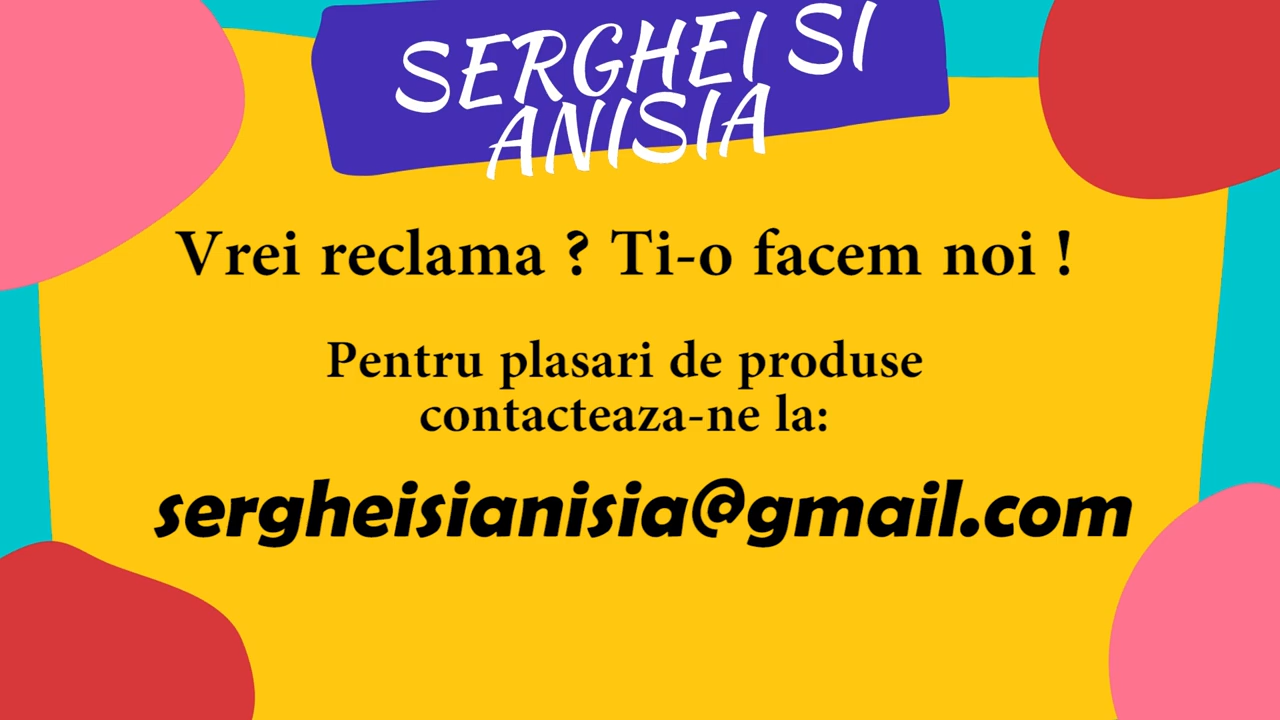 SERGHEI SI
ANISIA
Vrei reclama ? Ti-o facem noi !
Pentru plasari de produse
contacteaza-ne la:
sergheisianisia@gmail.com